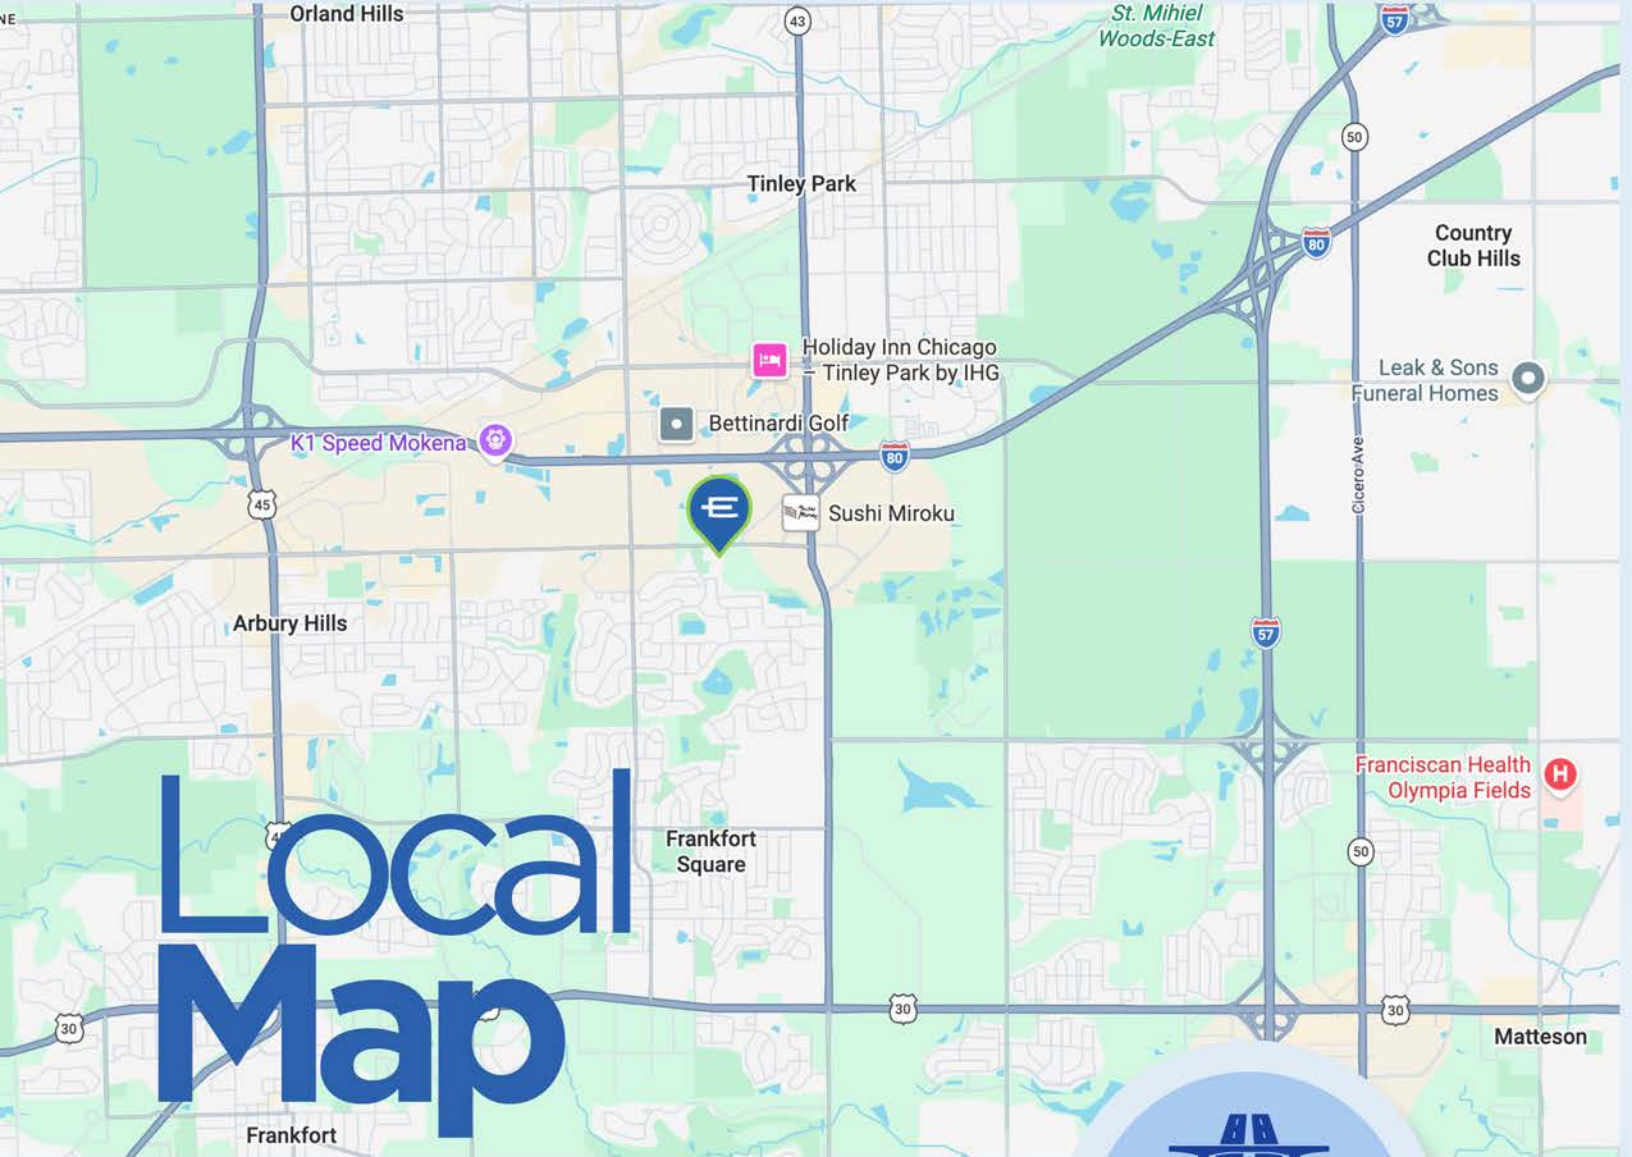 NE
Orland Hills
43
St. Mihiel
Woods-East
57
50
Tinley Park
80
Country
Club Hills
Holiday Inn Chicago
– Tinley Park by IHG
Leak & Sons
Funeral Homes
Bettinardi Golf
K1 Speed Mokena
80
Cicero Ave
45
E
Sushi Miroku
Arbury Hills
57
Franciscan Health
Olympia Fields
H
Local
Frankfort
Square
50
Map
30
30
30
Matteson
Frankfort